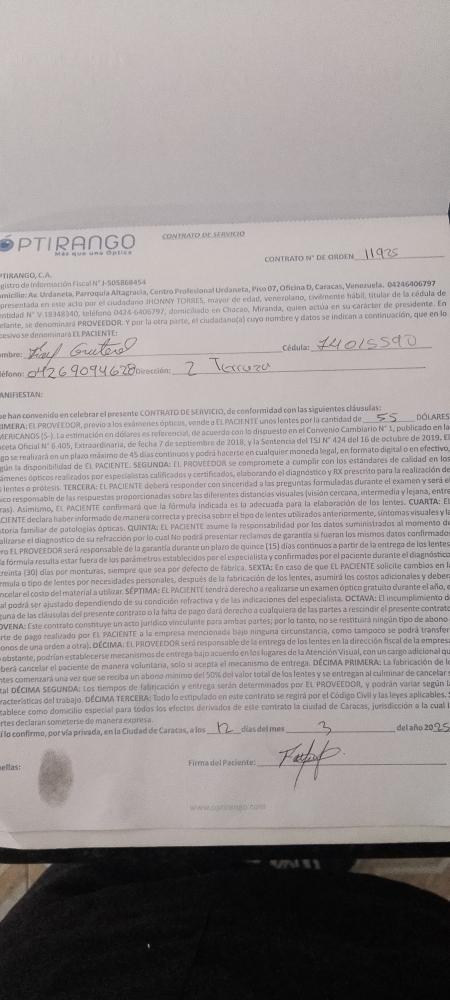 ÓPTIRANGO
Más que una Óptica
CONTRATO DE SERVICIO
CONTRATO N° DE ORDEN 11925
PTIRANGO, C.A.
gistro de Información Fiscal N° J-505868454
micilio: Av. Urdaneta, Parroquia Altagracia, Centro Profesional Urdaneta, Piso 07, Oficina D, Caracas, Venezuela. 04246406797
presentada en este acto por el ciudadano JHONNY TORRES, mayor de edad, venezolano, civilmente hábil, titular de la cédula de
entidad N° V 18348340, teléfono 0424-6406797, domiciliado en Chacao, Miranda, quien actúa en su carácter de presidente. En
elante, se denominará PROVEEDOR. Y por la otra parte, el ciudadano(a) cuyo nombre y datos se indican a continuación, que en lo
cesivo se denominará EL PACIENTE:
ombre: Cédula: 14015590
léfono: 04269094628 Dirección: 2 Terraza
ANIFIESTAN:
e han convenido en celebrar el presente CONTRATO DE SERVICIO, de conformidad con las siguientes cláusulas:
IMERA: EL PROVEEDOR, previo a los exámenes ópticos, vende a EL PACIENTE unos lentes por la cantidad de 55 DÓLARES
MERICANOS ($-). La estimación en dólares es referencial, de acuerdo con lo dispuesto en el Convenio Cambiario N° 1, publicado en la
ceta Oficial N° 6.405, Extraordinaria, de fecha 7 de septiembre de 2018, y la Sentencia del TSJ N° 424 del 16 de octubre de 2019. El
go se realizará en un plazo máximo de 45 días continuos y podrá hacerse en cualquier moneda legal, en formato digital o en efectivo,
gún la disponibilidad de EL PACIENTE. SEGUNDA: EL PROVEEDOR se compromete a cumplir con los estándares de calidad en los
ámenes ópticos realizados por especialistas calificados y certificados, elaborando el diagnóstico y RX prescrito para la realización de
s lentes o prótesis. TERCERA: EL PACIENTE deberá responder con sinceridad a las preguntas formuladas durante el examen y será el
ico responsable de las respuestas proporcionadas sobre las diferentes distancias visuales (visión cercana, intermedia y lejana, entre
ras). Asimismo, EL PACIENTE confirmará que la fórmula indicada es la adecuada para la elaboración de los lentes. CUARTA: EL
CIENTE declara haber informado de manera correcta y precisa sobre el tipo de lentes utilizados anteriormente, síntomas visuales y la
storia familiar de patologías ópticas. QUINTA: EL PACIENTE asume la responsabilidad por los datos suministrados al momento de
alizarse el diagnostico de su refracción por lo cual No podrá presentar reclamos de garantía si fueran los mismos datos confirmados
ro EL PROVEEDOR será responsable de la garantía durante un plazo de quince (15) días continuos a partir de la entrega de los lentes
la fórmula resulta estar fuera de los parámetros establecidos por el especialista y confirmados por el paciente durante el diagnóstico
treinta (30) días por monturas, siempre que sea por defecto de fábrica. SEXTA: En caso de que EL PACIENTE solicite cambios en la
rmula o tipo de lentes por necesidades personales, después de la fabricación de los lentes, asumirá los costos adicionales y deberá
ncelar el costo del material a utilizar. SÉPTIMA: EL PACIENTE tendrá derecho a realizarse un examen óptico gratuito durante el año, e
al podrá ser ajustado dependiendo de su condición refractiva y de las indicaciones del especialista. OCTAVA: El incumplimiento de
guna de las cláusulas del presente contrato o la falta de pago dará derecho a cualquiera de las partes a rescindir el presente contrato
OVENA: Este contrato constituye un acto jurídico vinculante para ambas partes; por lo tanto, no se restituirá ningún tipo de abono
rte de pago realizado por EL PACIENTE a la empresa mencionada bajo ninguna circunstancia, como tampoco se podrá transferir
onos de una orden a otra). DÉCIMA: EL PROVEEDOR será responsable de la entrega de los lentes en la dirección fiscal de la empresa
obstante, podrían establecerse mecanismos de entrega bajo acuerdo en los lugares de la Atención Visual, con un cargo adicional qu
berá cancelar el paciente de manera voluntaria, solo si acepta el mecanismo de entrega. DÉCIMA PRIMERA: La fabricación de lo
ntes comenzará una vez que se reciba un abono mínimo del 50% del valor total de los lentes y se entregan al culminar de cancelar s
tal DÉCIMA SEGUNDA: Los tiempos de fabricación y entrega serán determinados por EL PROVEEDOR, y podrán variar según la
racterísticas del trabajo. DÉCIMA TERCERA: Todo lo estipulado en este contrato se regirá por el Código Civil y las leyes aplicables. S
tablece como domicilio especial para todos los efectos derivados de este contrato la ciudad de Caracas, jurisdicción a la cual l
rtes declaran someterse de manera expresa.
í lo confirmo, por vía privada, en la Ciudad de Caracas, a los 12 días del mes 3 del año 2025
Firma del Paciente:
ellas:
www.optirango.com